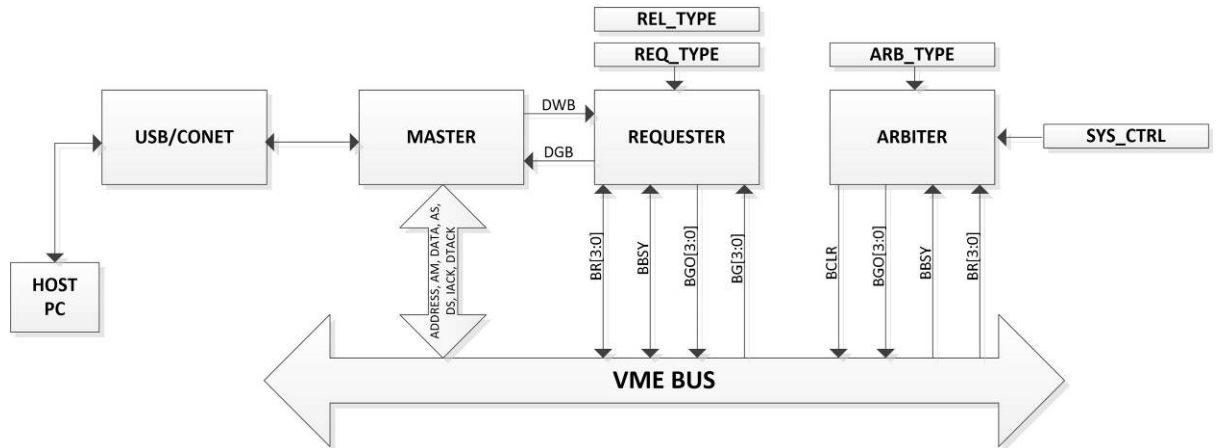 REL_TYPE
REQ_TYPE
ARB_TYPE
USB/CONET
MASTER
DWB
DGB
REQUESTER
ARBITER
SYS_CTRL
HOST
PC
ADDRESS, AM, DATA, AS,
DS, IACK, DTACK
BR[3:0]
BBSY
BGO[3:0]
BG[3:0]
BCLR
BGO[3:0]
BBSY
BR[3:0]
VME BUS